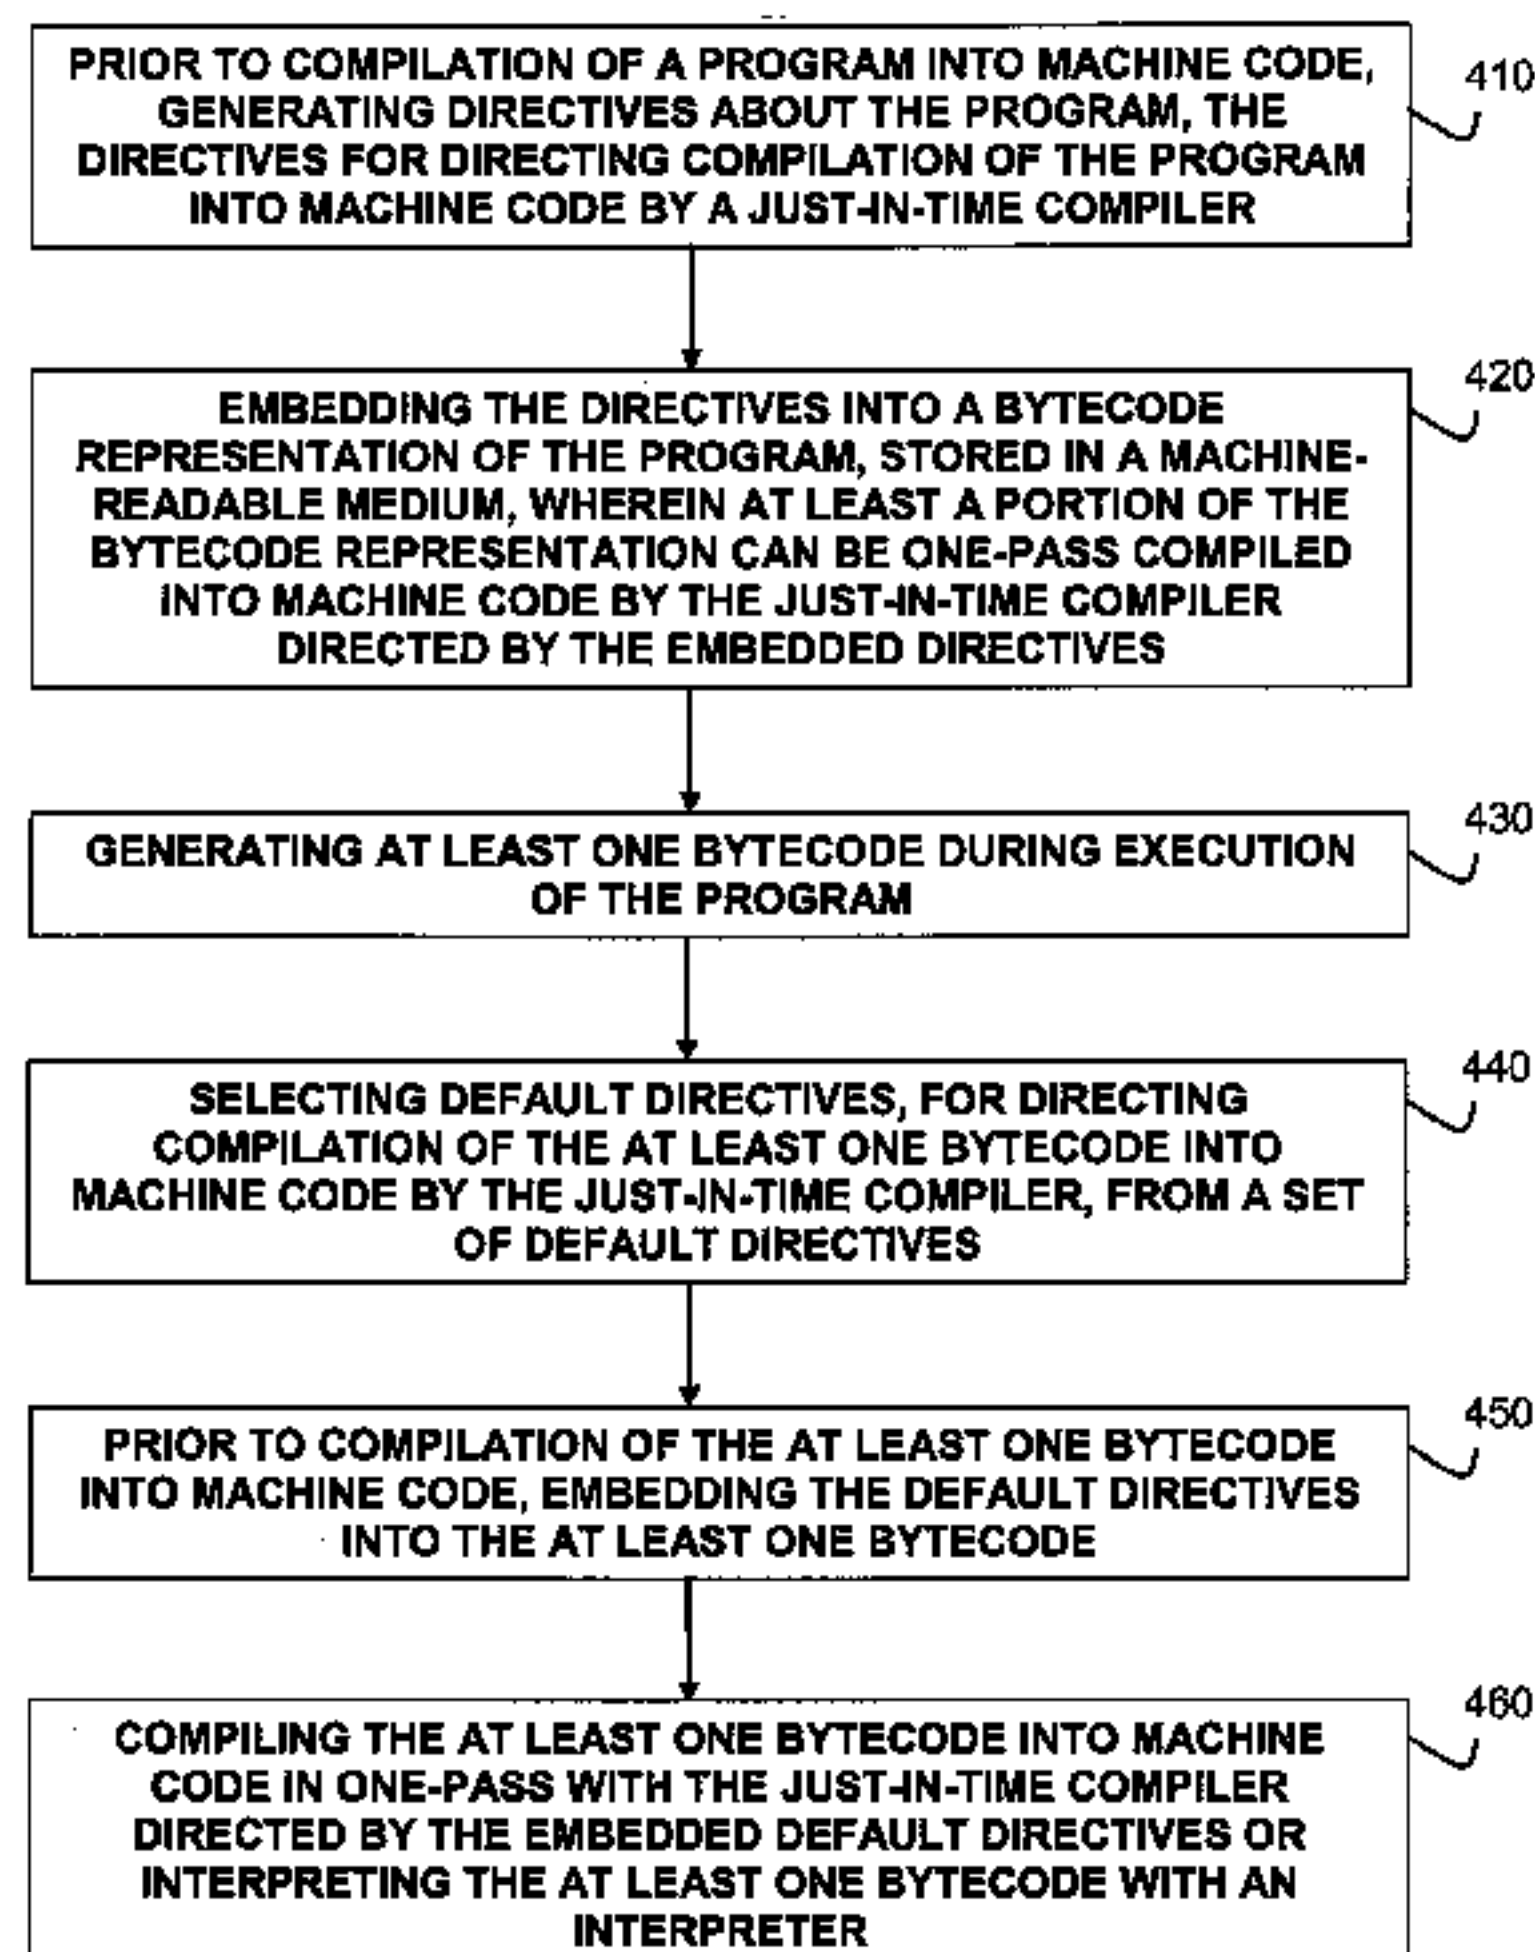 PRIOR TO COMPILATION OF A PROGRAM INTO MACHINE CODE,
GENERATING DIRECTIVES ABOUT THE PROGRAM, THE
DIRECTIVES FOR DIRECTING COMPILATION OF THE PROGRAM
INTO MACHINE CODE BY A JUST-IN-TIME COMPILER
410
EMBEDDING THE DIRECTIVES INTO A BYTECODE
REPRESENTATION OF THE PROGRAM, STORED IN A MACHINE-
READABLE MEDIUM, WHEREIN AT LEAST A PORTION OF THE
BYTECODE REPRESENTATION CAN BE ONE-PASS COMPILED
INTO MACHINE CODE BY THE JUST-IN-TIME COMPILER
DIRECTED BY THE EMBEDDED DIRECTIVES
420
GENERATING AT LEAST ONE BYTECODE DURING EXECUTION
OF THE PROGRAM
430
SELECTING DEFAULT DIRECTIVES, FOR DIRECTING
COMPILATION OF THE AT LEAST ONE BYTECODE INTO
MACHINE CODE BY THE JUST-IN-TIME COMPILER, FROM A SET
OF DEFAULT DIRECTIVES
440
PRIOR TO COMPILATION OF THE AT LEAST ONE BYTECODE
INTO MACHINE CODE, EMBEDDING THE DEFAULT DIRECTIVES
INTO THE AT LEAST ONE BYTECODE
450
COMPILING THE AT LEAST ONE BYTECODE INTO MACHINE
CODE IN ONE-PASS WITH THE JUST-IN-TIME COMPILER
DIRECTED BY THE EMBEDDED DEFAULT DIRECTIVES OR
INTERPRETING THE AT LEAST ONE BYTECODE WITH AN
INTERPRETER
460